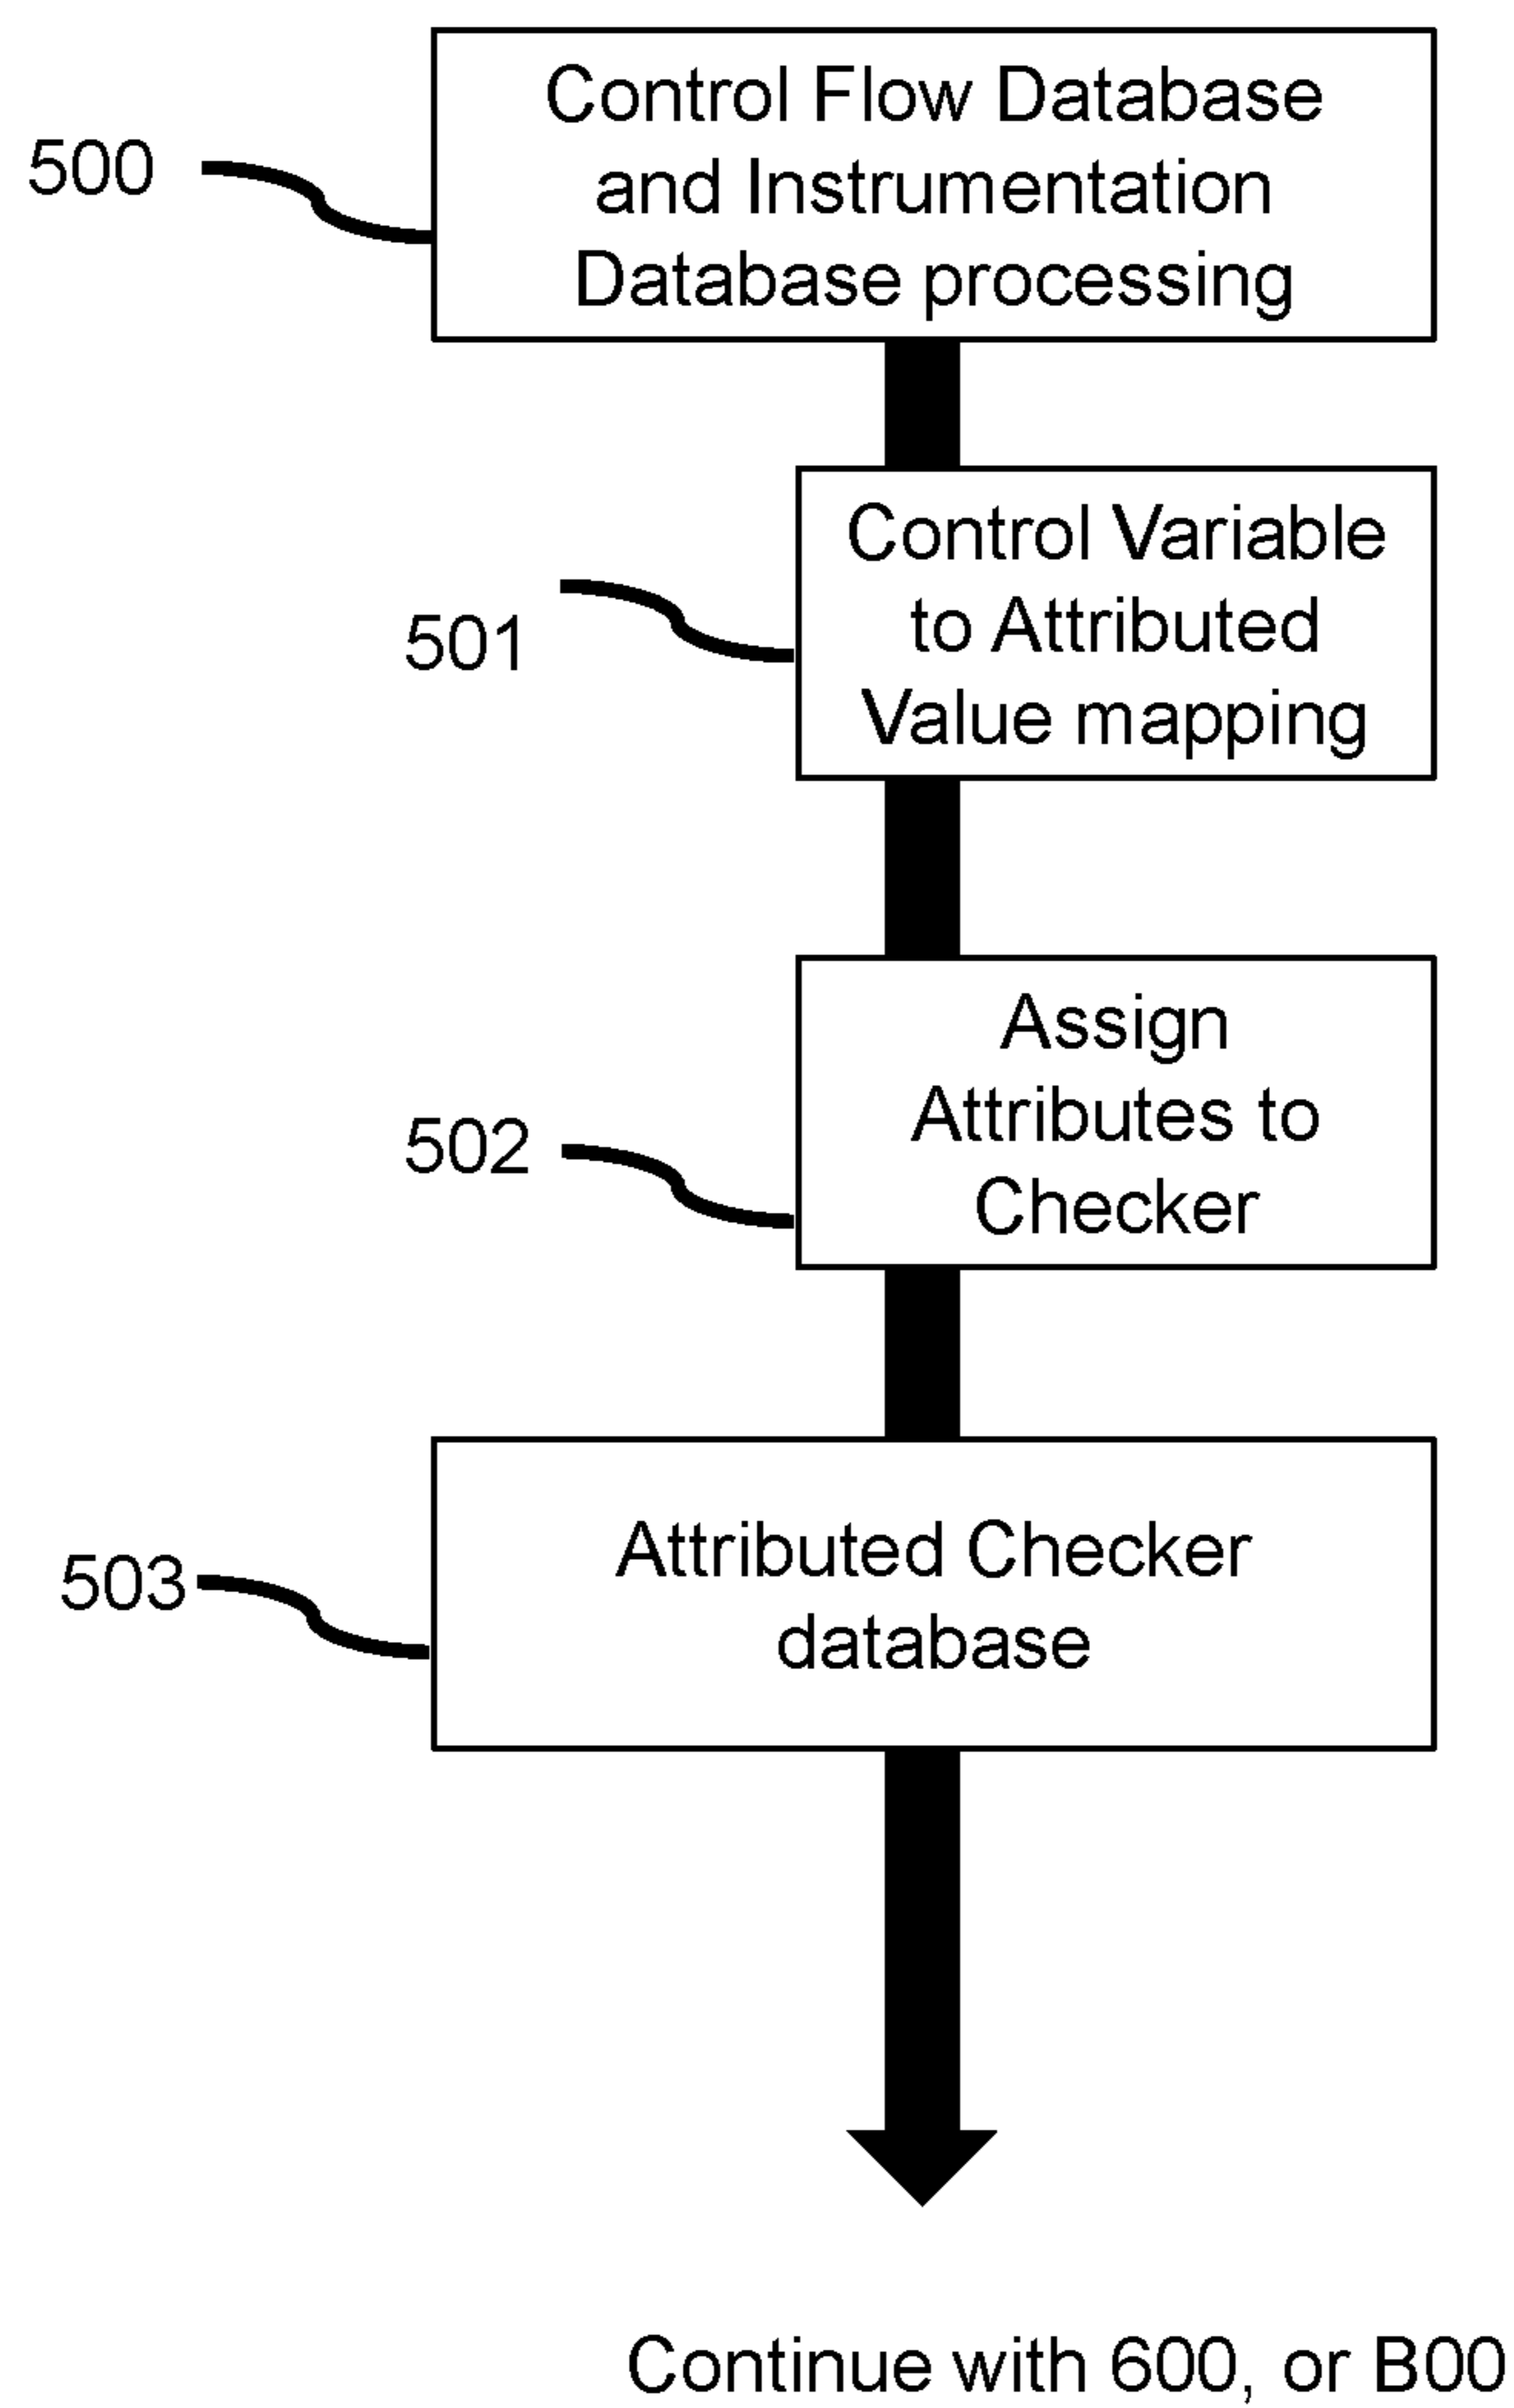 Control Flow Database
and Instrumentation
Database processing
500
Control Variable
to Attributed
Value mapping
501
Assign
Attributes to
Checker
502
Attributed Checker
database
503
Continue with 600, or B00